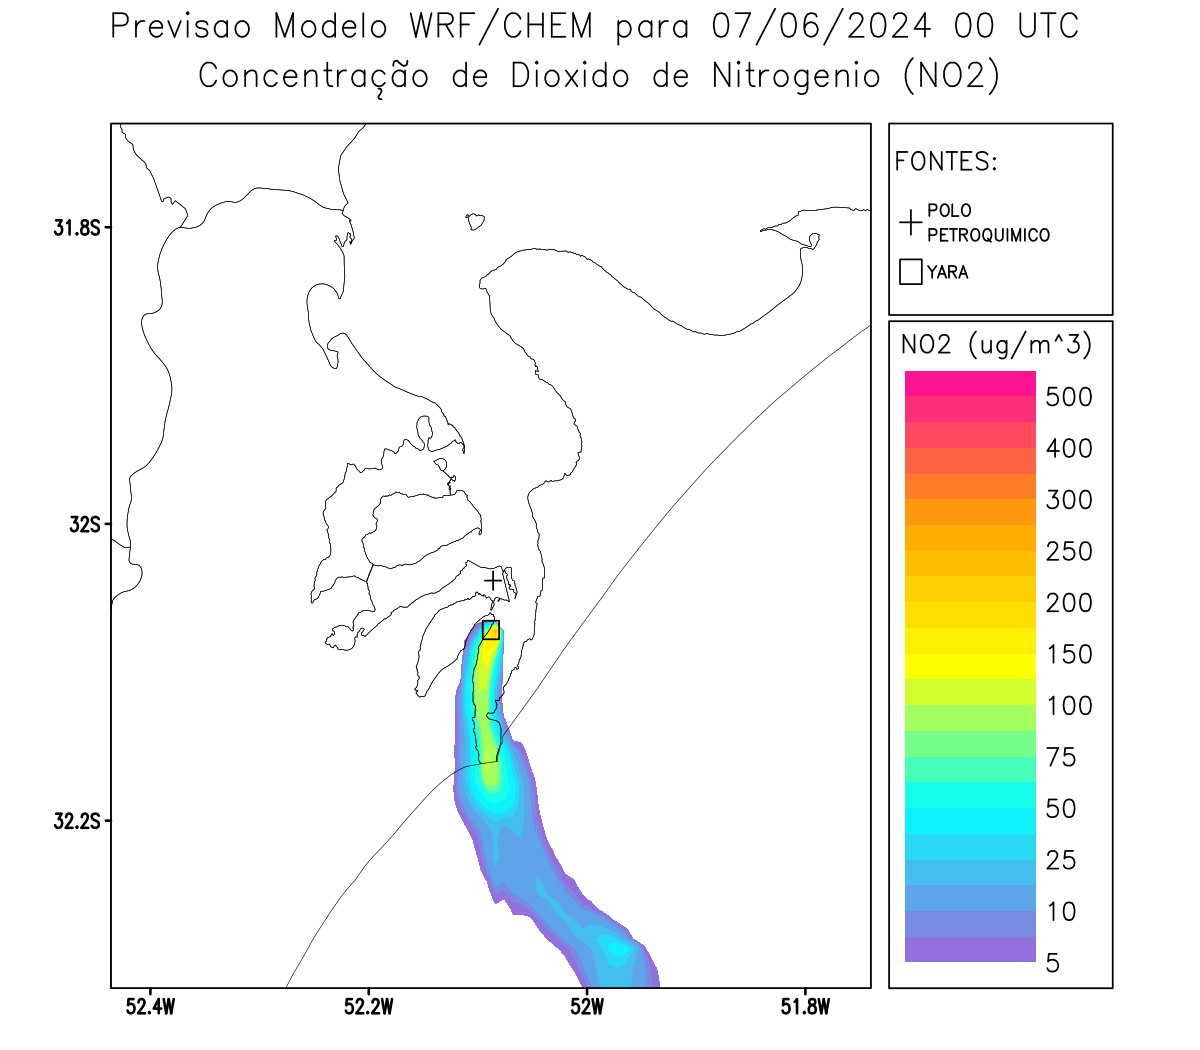 Previsao Modelo WRF/CHEM para 07/06/2024 00 UTC
Concentração de Dioxido de Nitrogenio (NO2)
FONTES:
POLO
PETROQUIMICO
YARA
NO2 (ug/m^3)
500
400
300
250
200
150
100
75
50
25
10
5
31.8S
32S
32.2S
52.4W
52.2W
52W
51.8W